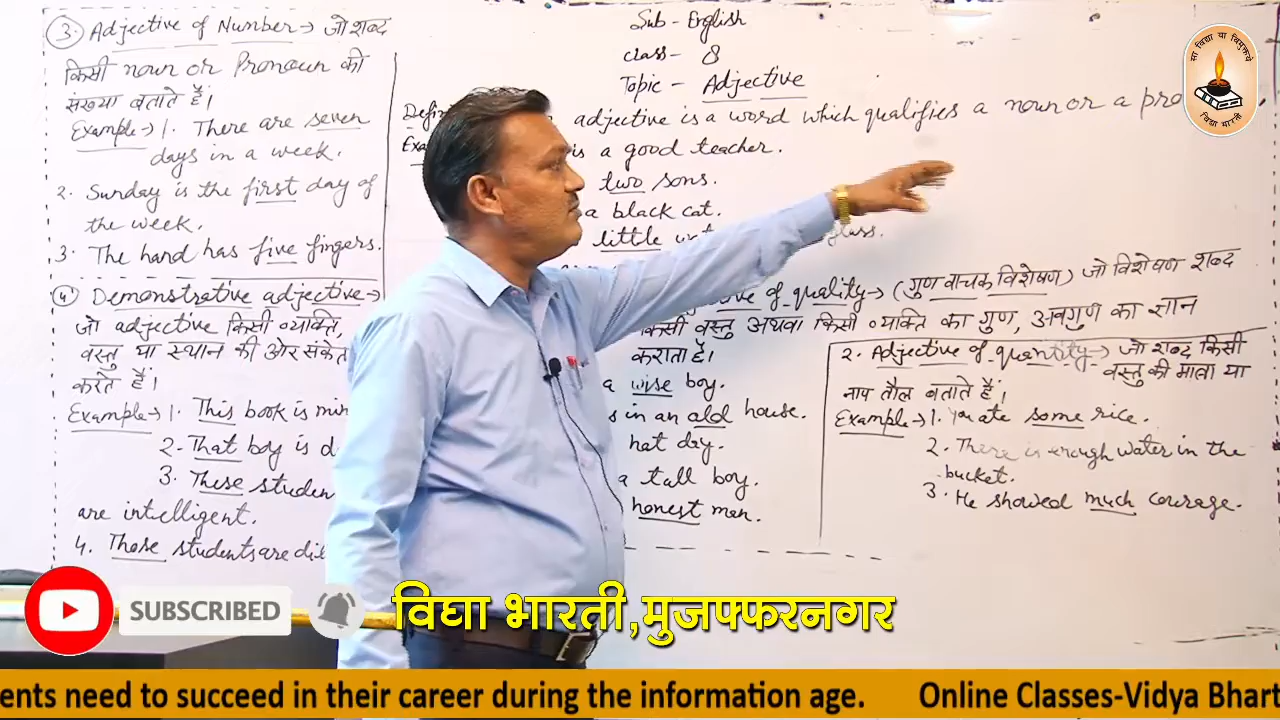 Sub - English
class - 8
Topic - Adjective
adjective is a word which qualifies a noun or a pro
is a good teacher.
two sons.
a black cat.
little
glass.
of quality → (गुण वाचक विशेषण) जो विशेषण शब्द
किसी वस्तु अथवा किसी व्यक्ति का गुण, अवगुण का ज्ञान
कराता है।
a wise boy.
in an old house.
hat day.
a tall boy.
honest man.
2. Adjective of quantity → जो शब्द किसी
वस्तु की मात्रा या
नाप तौल बताते हैं।
Example → 1. You ate some rice.
2. There is enough water in the
bucket.
3. He showed much courage.
3. Adjective of Number → जो शब्द
किसी noun or Pronoun की
संख्या बताते हैं।
Example → 1. There are seven
days in a week.
2. Sunday is the first day of
the week.
3. The hand has five fingers.
4 Demonstrative adjective →
जो adjective किसी व्यक्ति,
वस्तु या स्थान की ओर संकेत
करते हैं।
Example → 1. This book is min
2. That boy is d
3. These studen
are intelligent.
4. Those students are dil
सा विद्या या विमुक्तये
विद्या भारती
SUBSCRIBED
विद्या भारती,मुजफ्फरनगर
ents need to succeed in their career during the information age. Online Classes-Vidya Bhart